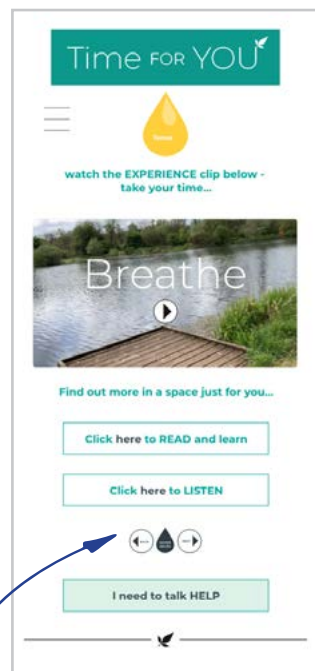 Time FOR YOU
watch the EXPERIENCE clip below -
take your time...
Breathe
Find out more in a space just for you...
Click here to READ and learn
Click here to LISTEN
I need to talk HELP